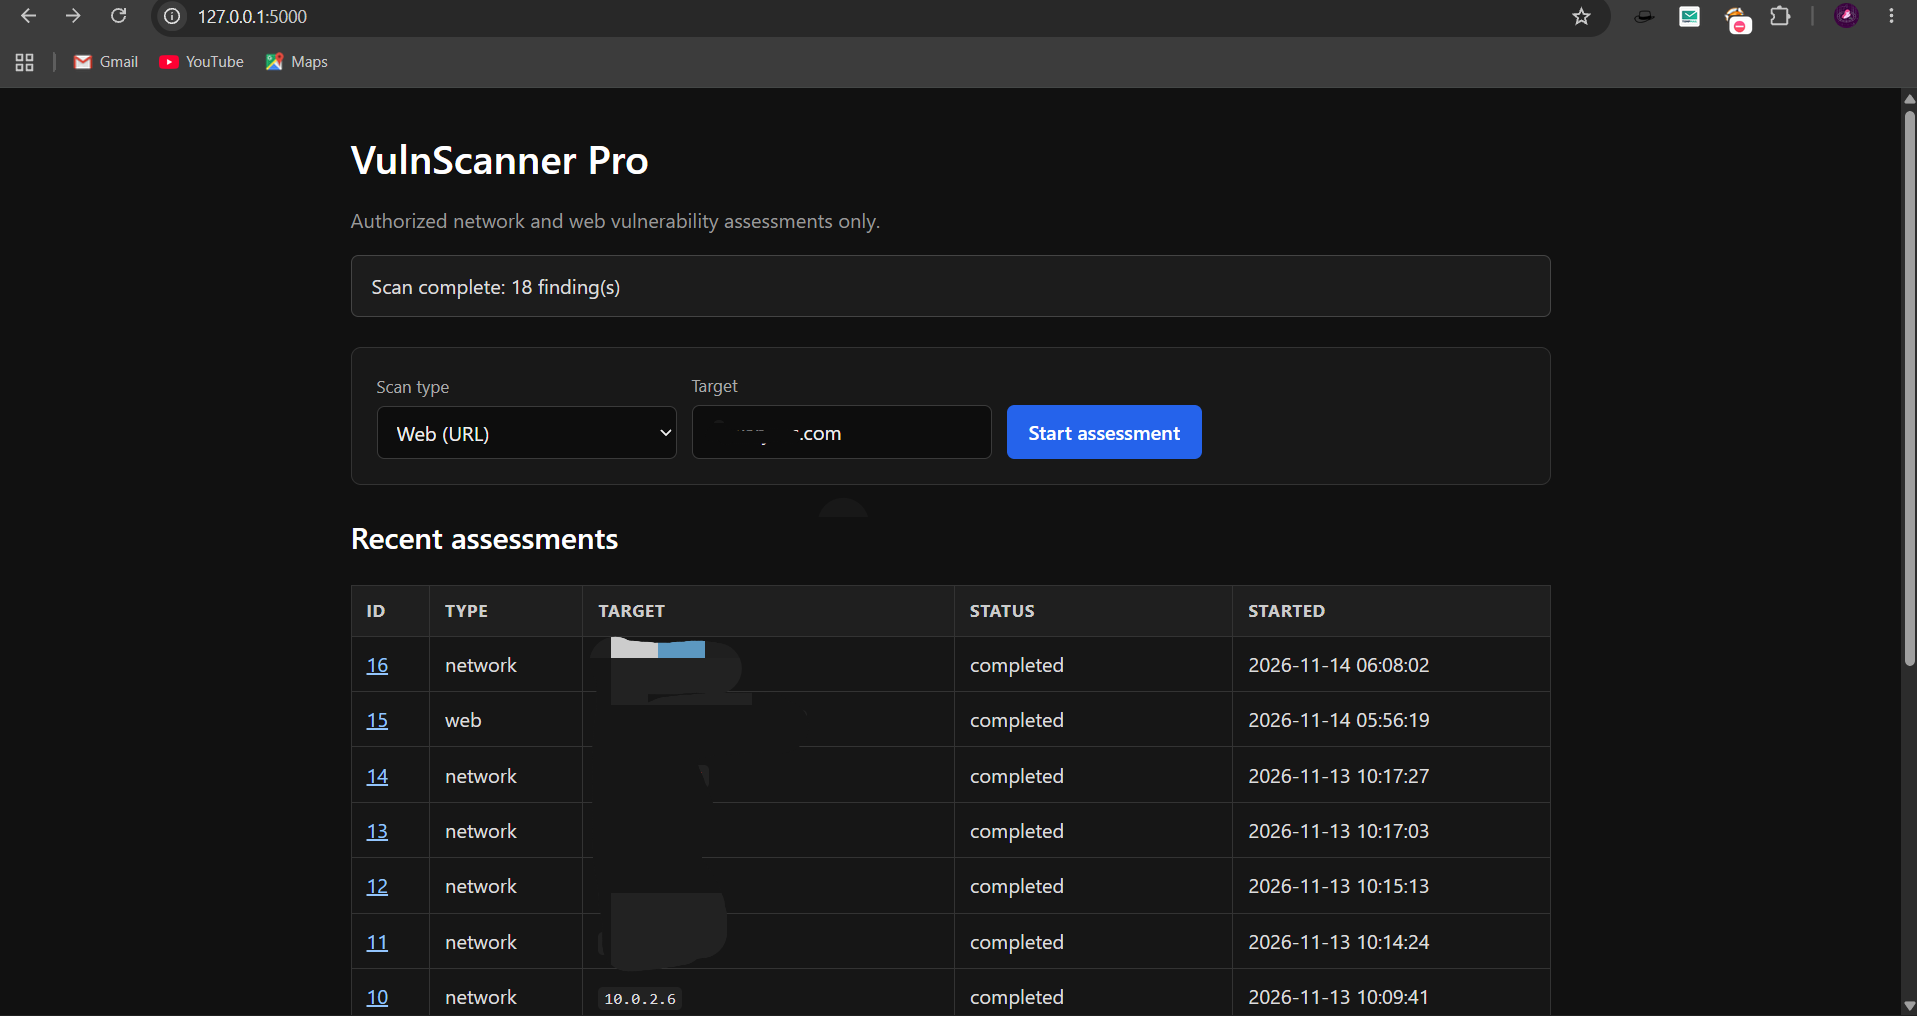 127.0.0.1:5000
Gmail YouTube Maps
VulnScanner Pro
Authorized network and web vulnerability assessments only.
Scan complete: 18 finding(s)
Scan type Target
Web (URL) .com Start assessment
Recent assessments
ID TYPE TARGET STATUS STARTED
16 network completed 2026-11-14 06:08:02
15 web completed 2026-11-14 05:56:19
14 network completed 2026-11-13 10:17:27
13 network completed 2026-11-13 10:17:03
12 network completed 2026-11-13 10:15:13
11 network completed 2026-11-13 10:14:24
10 network 10.0.2.6 completed 2026-11-13 10:09:41